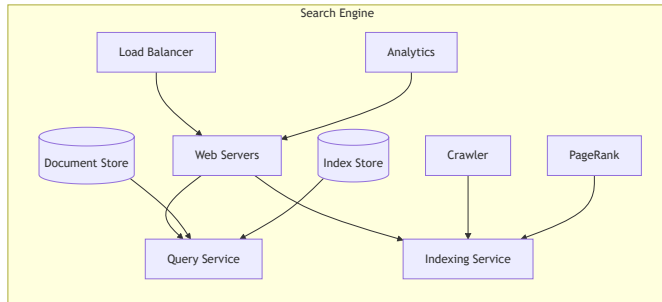 Search Engine
Load Balancer
Analytics
Document Store
Web Servers
Index Store
Crawler
PageRank
Query Service
Indexing Service